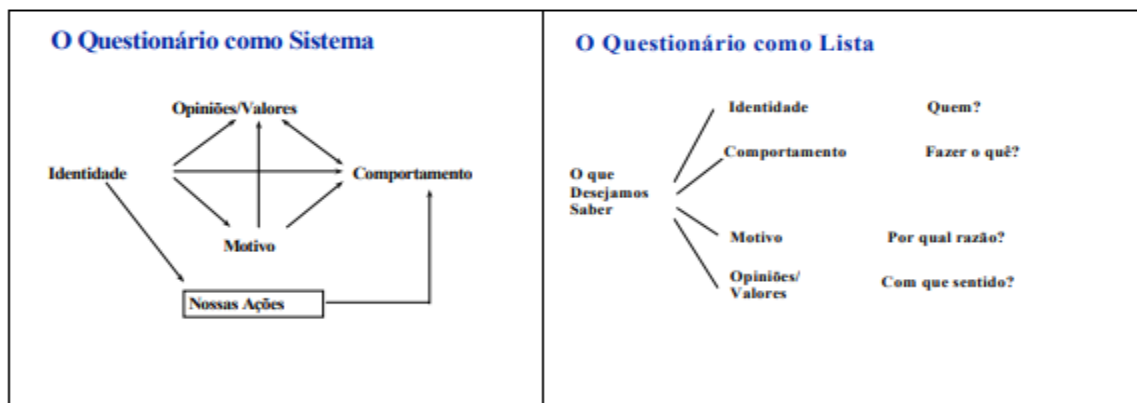 O Questionário como Sistema
Opiniões/Valores
Identidade
Comportamento
Motivo
Nossas Ações
O Questionário como Lista
Identidade Quem?
Comportamento Fazer o quê?
O que
Desejamos
Saber
Motivo Por qual razão?
Opiniões/
Valores
Com que sentido?